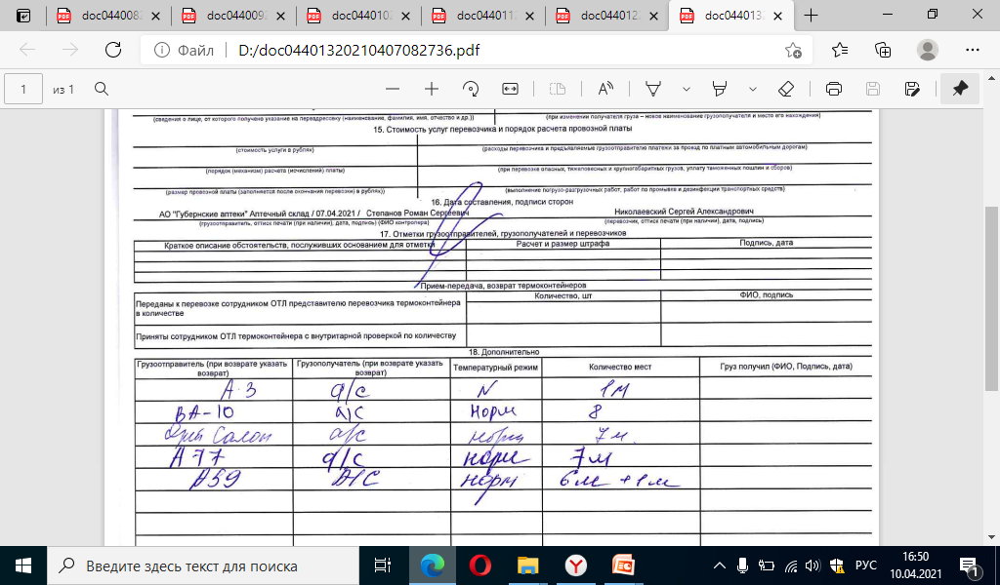 doc0440082
doc0440092
doc0440102
doc0440112
doc044012
doc044013
Файл D:/doc04401320210407082736.pdf
1 из 1
(сведения о лице, от которого получено указание на переадресовку (наименование, фамилия, имя, отчество и др.)) (при изменении получателя груза – новое наименование грузополучателя и место его нахождения)
15. Стоимость услуг перевозчика и порядок расчета провозной платы
(стоимость услуги в рублях) (расходы перевозчика и предъявляемые грузоотправителю платежи за проезд по платным автомобильным дорогам)
(порядок (механизм) расчета (исчислений) платы) (при перевозке опасных, тяжеловесных и крупногабаритных грузов, уплату таможенных пошлин и сборов)
(размер провозной платы (заполняется после окончания перевозки) в рублях)) (выполнение погрузо-разгрузочных работ, работ по промывке и дезинфекции транспортных средств)
16. Дата составления, подписи сторон
АО "Губернские аптеки" Аптечный склад / 07.04.2021 / Степанов Роман Сергеевич Николаевский Сергей Александрович
(грузоотправитель, оттиск печати (при наличии), дата, подпись) (ФИО контролера) (перевозчик, оттиск печати (при наличии), дата, подпись)
17. Отметки грузоотправителей, грузополучателей и перевозчиков
Краткое описание обстоятельств, послуживших основанием для отметки Расчет и размер штрафа Подпись, дата
Прием-передача, возврат термоконтейнеров
Количество, шт ФИО, подпись
Переданы к перевозке сотрудником ОТЛ представителю перевозчика термоконтейнера
в количестве
Приняты сотрудником ОТЛ термоконтейнера с внутритарной проверкой по количеству
18. Дополнительно
Грузоотправитель (при возврате указать возврат) Грузополучатель (при возврате указать возврат) Температурный режим Количество мест Груз получил (ФИО, Подпись, дата)
А-3 а/с N 1м
ВА-10 а/с Норм 8
Салон а/с норм 7м.
А77 а/с норм 7м
А59 А/С норм 6м +1м
Введите здесь текст для поиска
РУС
16:50
10.04.2021
1